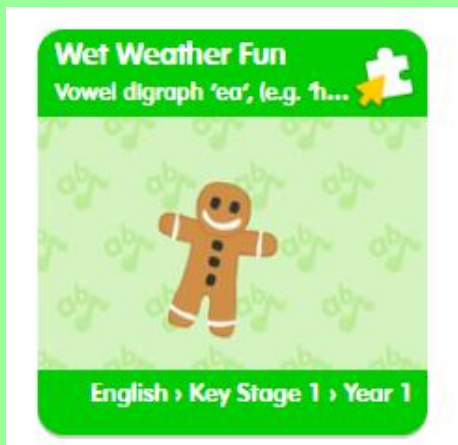 Wet Weather Fun
Vowel digraph ‘ea’, (e.g. ‘h...
English › Key Stage 1 › Year 1